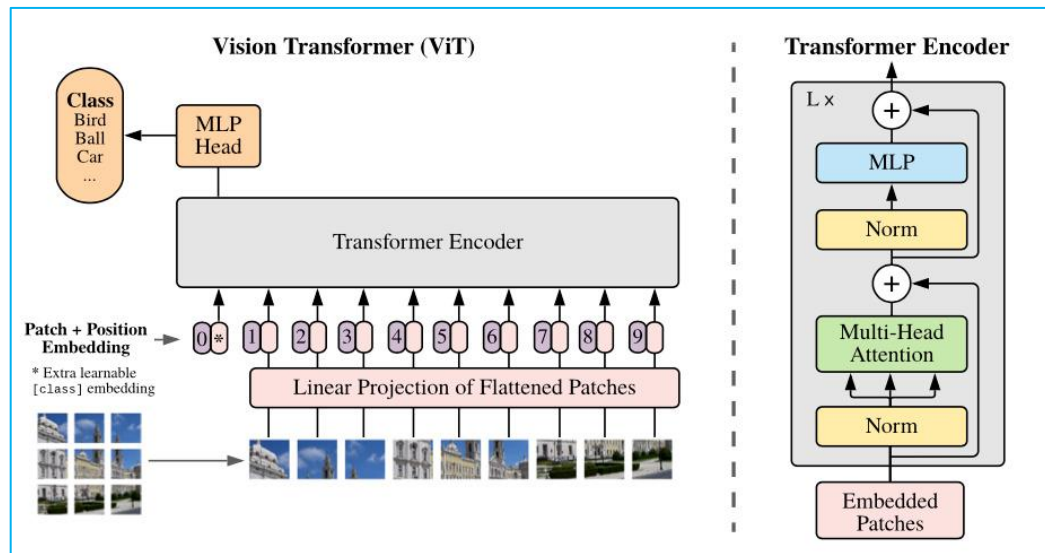 Vision Transformer (ViT)
Class
Bird
Ball
Car
...
MLP
Head
Transformer Encoder
Patch + Position
Embedding
0 * 1 2 3 4 5 6 7 8 9
* Extra learnable
[class] embedding
Linear Projection of Flattened Patches
Transformer Encoder
L x
+
MLP
Norm
+
Multi-Head
Attention
Norm
Embedded
Patches